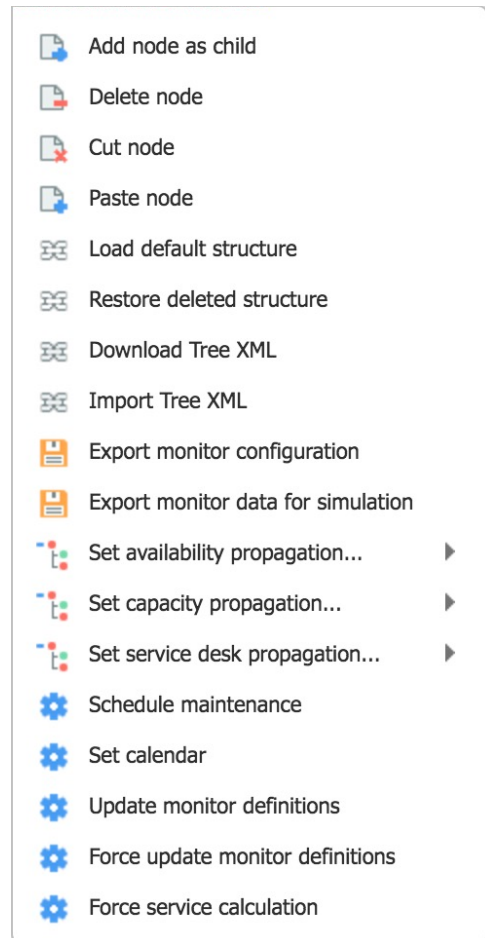 Add node as child
Delete node
Cut node
Paste node
Load default structure
Restore deleted structure
Download Tree XML
Import Tree XML
Export monitor configuration
Export monitor data for simulation
Set availability propagation...
Set capacity propagation...
Set service desk propagation...
Schedule maintenance
Set calendar
Update monitor definitions
Force update monitor definitions
Force service calculation